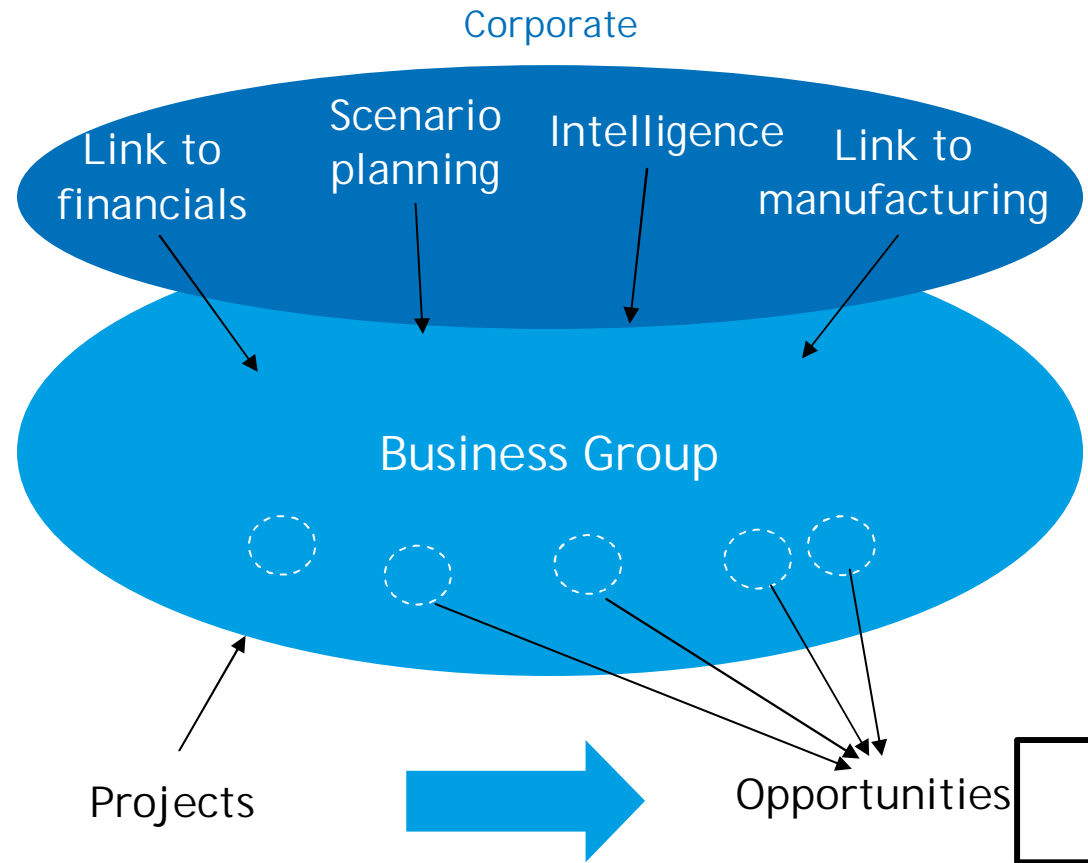 Corporate
Link to
financials
Scenario
planning
Intelligence
Link to
manufacturing
Business Group
Projects
Opportunities